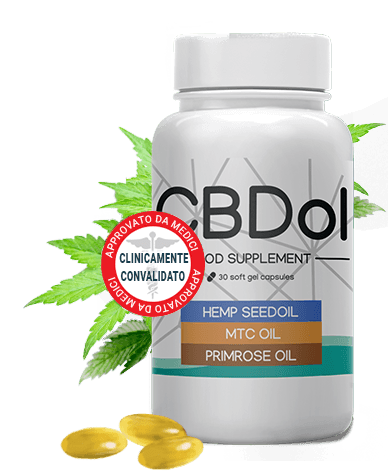 CBDol
OD SUPPLEMENT
30 soft gel capsules
APPROVATO DA MEDICI
CLINICAMENTE
CONVALIDATO
APPROVATO DA MEDICI
HEMP SEEDOIL
MTC OIL
PRIMROSE OIL